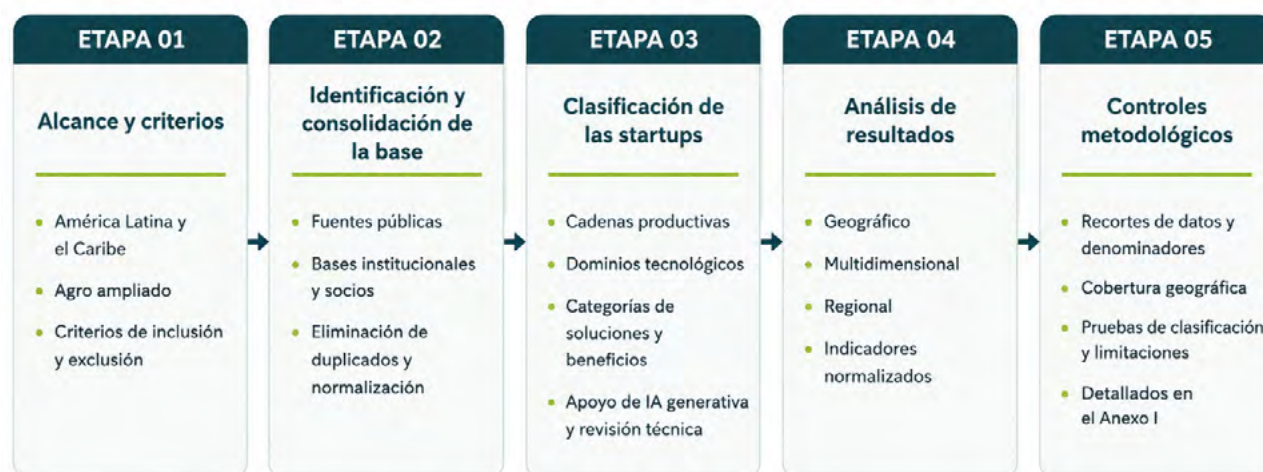 ETAPA 01
Alcance y criterios
América Latina y
el Caribe
Agro ampliado
Criterios de inclusión
y exclusión
ETAPA 02
Identificación y
consolidación de
la base
Fuentes públicas
Bases institucionales
y socios
Eliminación de
duplicados y
normalización
ETAPA 03
Clasificación de
las startups
Cadenas productivas
Dominios tecnológicos
Categorías de
soluciones y
beneficios
Apoyo de IA generativa
y revisión técnica
ETAPA 04
Análisis de
resultados
Geográfico
Multidimensional
Regional
Indicadores
normalizados
ETAPA 05
Controles
metodológicos
Recortes de datos y
denominadores
Cobertura geográfica
Pruebas de clasificación
y limitaciones
Detallados en
el Anexo I